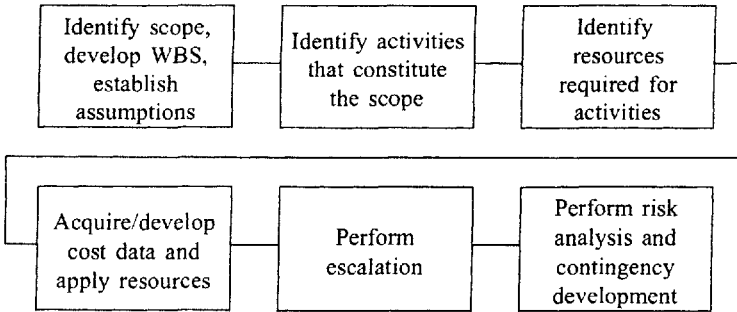 Identify scope,
develop WBS,
establish
assumptions
Identify activities
that constitute
the scope
Identify
resources
required for
activities
Acquire/develop
cost data and
apply resources
Perform
escalation
Perform risk
analysis and
contingency
development